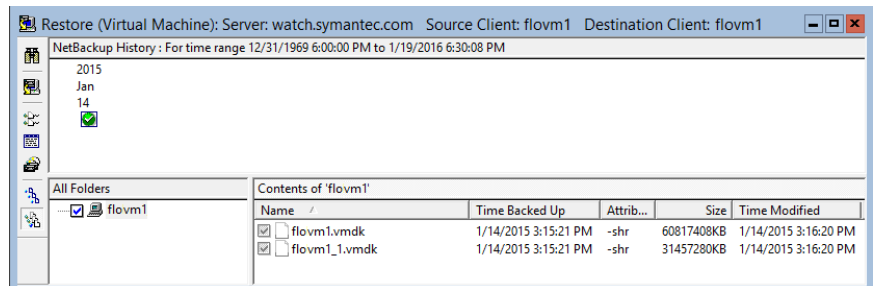 Restore (Virtual Machine): Server: watch.symantec.com Source Client: flovm1 Destination Client: flovm1
NetBackup History : For time range 12/31/1969 6:00:00 PM to 1/19/2016 6:30:08 PM
2015
Jan
14
All Folders
Contents of 'flovm1'
flovm1
Name / Time Backed Up Attrib... Size Time Modified
flovm1.vmdk 1/14/2015 3:15:21 PM -shr 60817408KB 1/14/2015 3:16:20 PM
flovm1_1.vmdk 1/14/2015 3:15:21 PM -shr 31457280KB 1/14/2015 3:16:20 PM